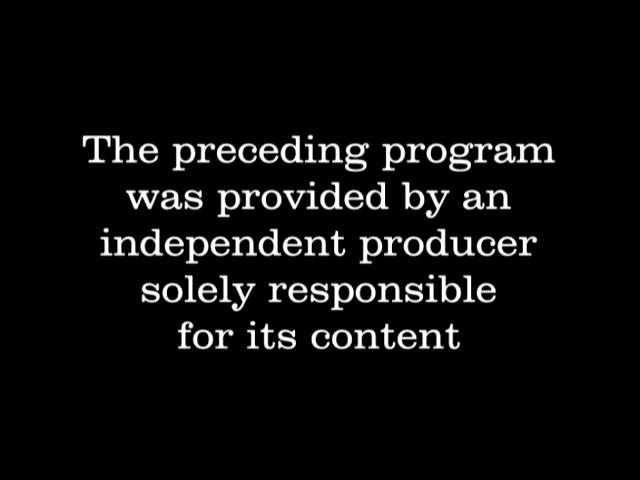 The preceding program
was provided by an
independent producer
solely responsible
for its content